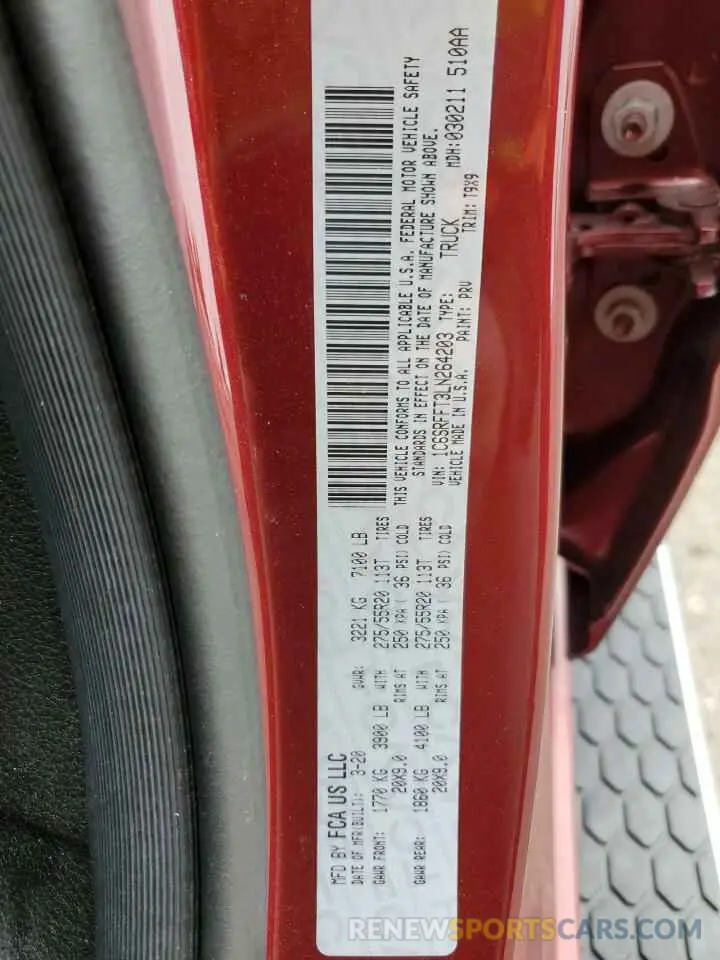 MFD BY FCA US LLC
DATE OF MFR(BUILT): 3-20 GVWR: 3221 KG 7100 LB
GAWR FRONT: 1770 KG 3900 LB WITH 275/55R20 113T TIRES
20X9.0 RIMS AT 250 KPA ( 36 PSI) COLD
GAWR REAR: 1860 KG 4100 LB WITH 275/55R20 113T TIRES
20X9.0 RIMS AT 250 KPA ( 36 PSI) COLD
THIS VEHICLE CONFORMS TO ALL APPLICABLE U.S.A. FEDERAL MOTOR VEHICLE SAFETY
STANDARDS IN EFFECT ON THE DATE OF MANUFACTURE SHOWN ABOVE.
VIN: 1C6SRFFT3LN264203 TYPE: TRUCK MDH:030211 510AA
VEHICLE MADE IN U.S.A. PAINT: PRV TRIM: T9X9
RENEWSPORTSCARS.COM